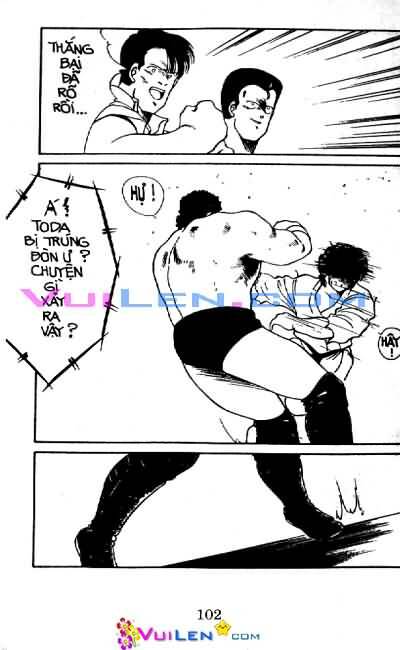 THẮNG
BẠI
ĐÃ
RÕ
RỒI...
HỰ!
Á!
TODA
BỊ TRÚNG
ĐÒN Ư?
CHUYỆN
GÌ
XẢY
RA
VẬY?
VuiLen.com
HÂY!
102
VuiLen.com